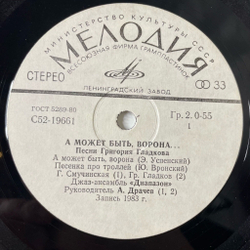 МИНИСТЕРСТВО КУЛЬТУРЫ СССР
МЕЛОДИЯ
ВСЕСОЮЗНАЯ ФИРМА ГРАМПЛАСТИНОК
СТЕРЕО
33
ЛЕНИНГРАДСКИЙ ЗАВОД
ГОСТ 5289-80
С52-19661
Гр. 2. 0-55
1
А МОЖЕТ БЫТЬ, ВОРОНА...
Песни Григория Гладкова
А может быть, ворона (Э. Успенский)
Песенка про троллей (Ю. Вронский)
Г. Смучинская (1), Гр. Гладков (2)
Джаз-ансамбль «Диапазон»
Руководитель А. Драчев (1, 2)
Запись 1983 г.